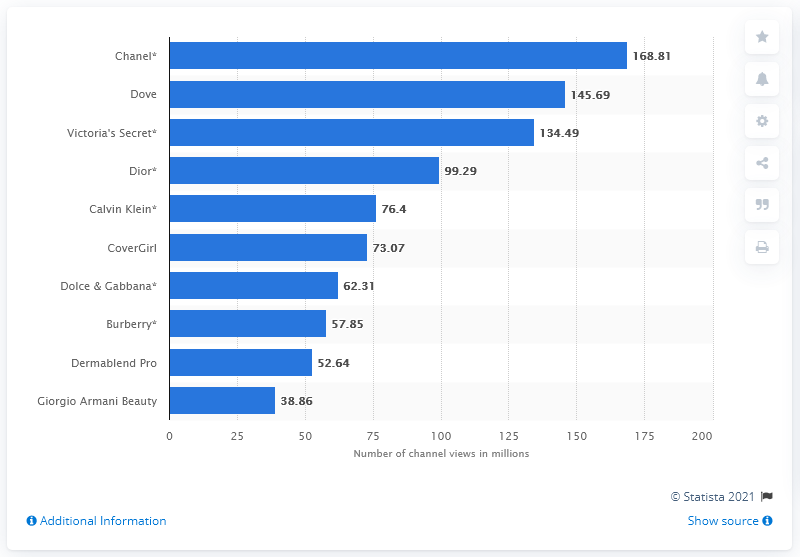 Chanel* 168.81
Dove 145.69
Victoria's Secret* 134.49
Dior* 99.29
Calvin Klein* 76.4
CoverGirl 73.07
Dolce & Gabbana* 62.31
Burberry* 57.85
Dermablend Pro 52.64
Giorgio Armani Beauty 38.86
0 25 50 75 100 125 150 175 200
Number of channel views in millions
© Statista 2021
Additional Information
Show source